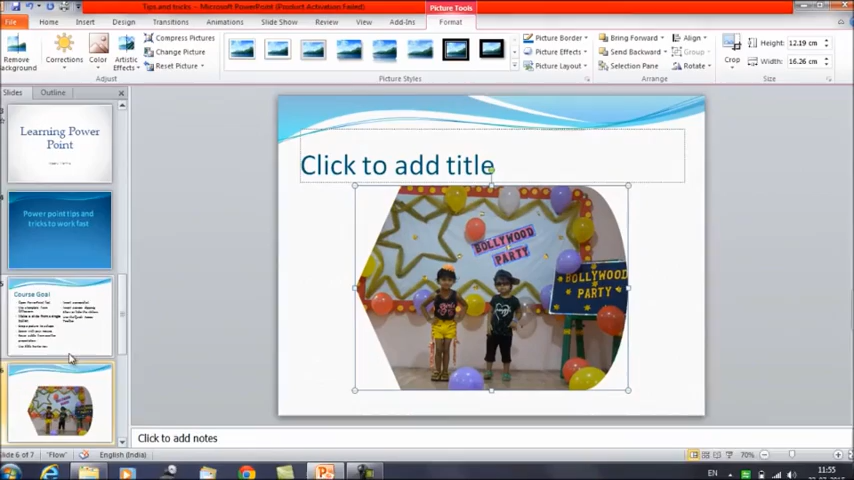 Tips and tricks - Microsoft PowerPoint (Product Activation Failed)
Picture Tools
File Home Insert Design Transitions Animations Slide Show Review View Add-Ins Format
Remove Background
Corrections
Color
Artistic Effects
Compress Pictures
Change Picture
Reset Picture
Adjust
Picture Styles
Picture Border
Picture Effects
Picture Layout
Bring Forward
Send Backward
Selection Pane
Align
Group
Rotate
Arrange
Crop
Height: 12.19 cm
Width: 16.26 cm
Size
Slides Outline
Learning Power
Point
4
Power point tips and
tricks to work fast
5
Course Goal
6
Click to add title
BOLLYWOOD
PARTY
BOLLYWOOD
PARTY
Click to add notes
Slide 6 of 7 "Flow" English (India) 70%
EN 11:55